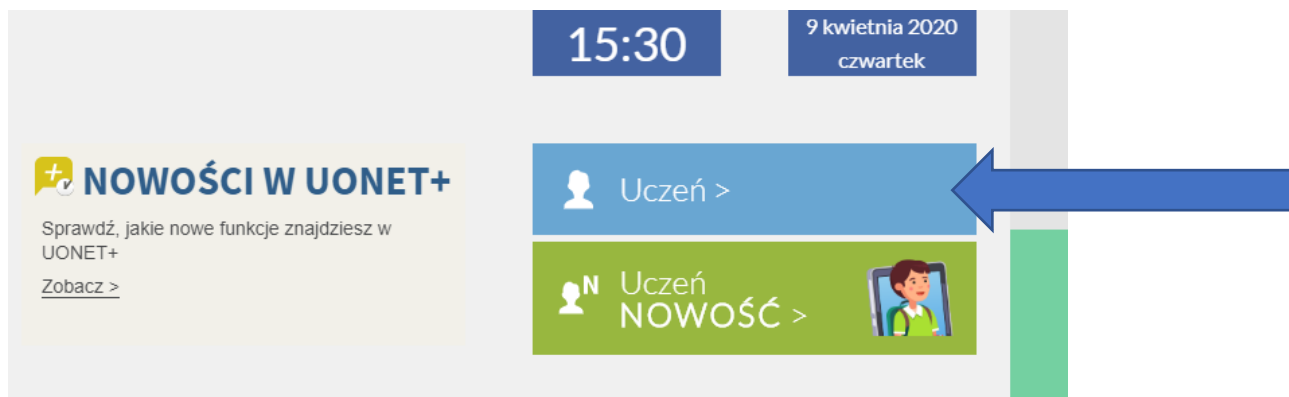 15:30
9 kwietnia 2020
czwartek
NOWOŚCI W UONET+
Sprawdź, jakie nowe funkcje znajdziesz w
UONET+
Zobacz >
Uczeń >
N Uczeń
NOWOŚĆ >